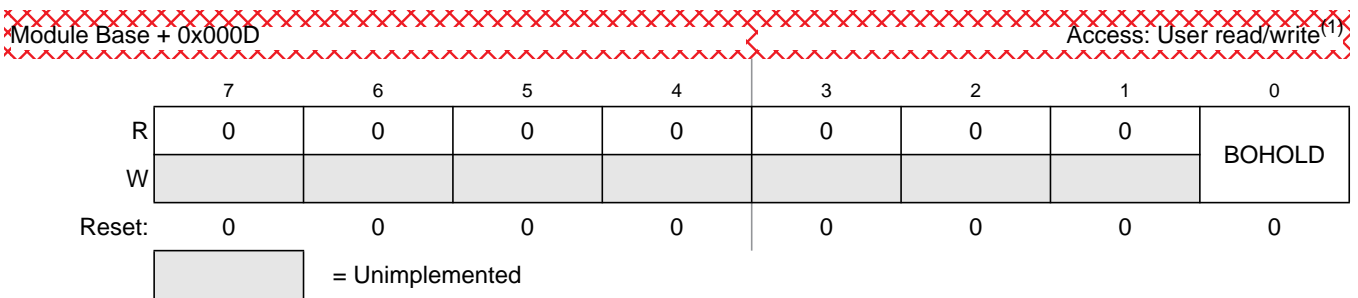 Module Base + 0x000D Access: User read/write(1)
7 6 5 4 3 2 1 0
R 0 0 0 0 0 0 0 BOHOLD
W
Reset: 0 0 0 0 0 0 0 0
= Unimplemented